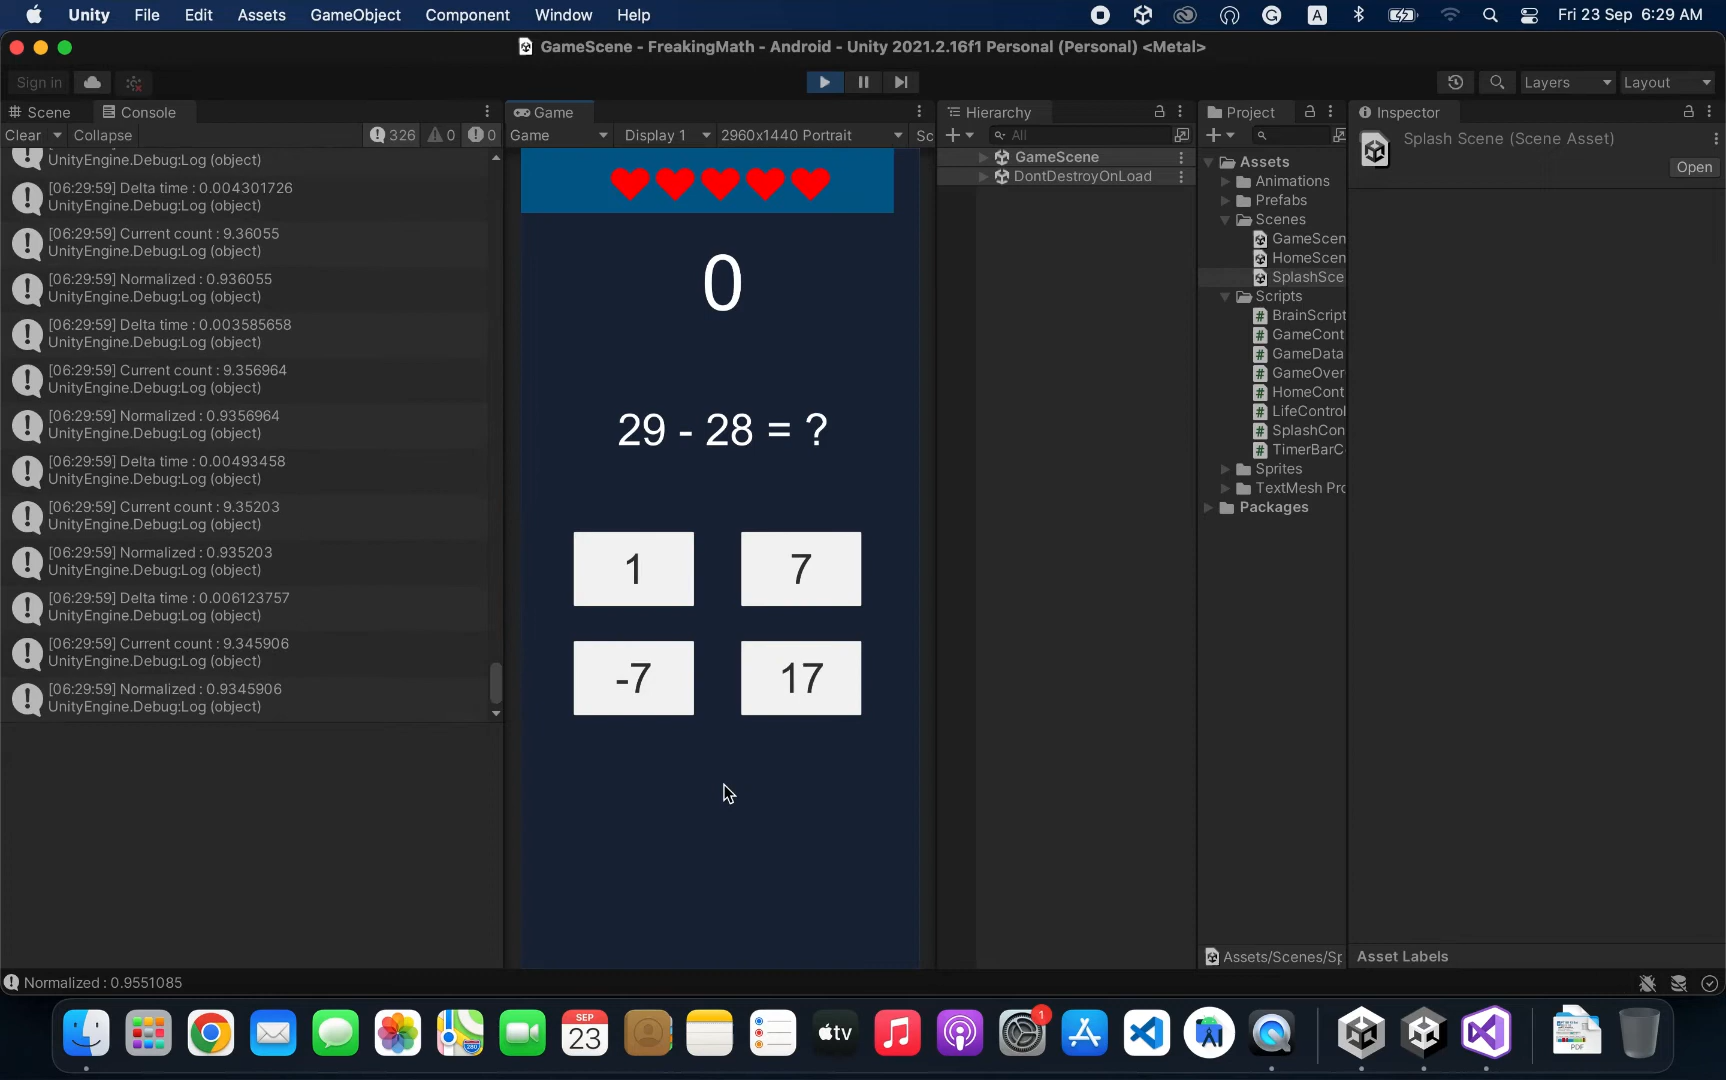 Unity File Edit Assets GameObject Component Window Help A Fri 23 Sep 6:29 AM
GameScene - FreakingMath - Android - Unity 2021.2.16f1 Personal (Personal) <Metal>
Sign in Layers Layout
Scene Console Game Hierarchy Project Inspector
Clear Collapse 326 0 0 Game Display 1 2960x1440 Portrait Sc All
UnityEngine.Debug:Log (object)
[06:29:59] Delta time : 0.004301726
UnityEngine.Debug:Log (object)
[06:29:59] Current count : 9.36055
UnityEngine.Debug:Log (object)
[06:29:59] Normalized : 0.936055
UnityEngine.Debug:Log (object)
[06:29:59] Delta time : 0.003585658
UnityEngine.Debug:Log (object)
[06:29:59] Current count : 9.356964
UnityEngine.Debug:Log (object)
[06:29:59] Normalized : 0.9356964
UnityEngine.Debug:Log (object)
[06:29:59] Delta time : 0.00493458
UnityEngine.Debug:Log (object)
[06:29:59] Current count : 9.35203
UnityEngine.Debug:Log (object)
[06:29:59] Normalized : 0.935203
UnityEngine.Debug:Log (object)
[06:29:59] Delta time : 0.006123757
UnityEngine.Debug:Log (object)
[06:29:59] Current count : 9.345906
UnityEngine.Debug:Log (object)
[06:29:59] Normalized : 0.9345906
UnityEngine.Debug:Log (object)
0
29 - 28 = ?
1 7
-7 17
GameScene
DontDestroyOnLoad
Assets
Animations
Prefabs
Scenes
GameScen
HomeScen
SplashSce
Scripts
BrainScript
GameCont
GameData
GameOver
HomeCont
LifeControl
SplashCon
TimerBarC
Sprites
TextMesh Pro
Packages
Assets/Scenes/Sp
Splash Scene (Scene Asset)
Open
Asset Labels
Normalized : 0.9551085
SEP
23
tv
1
PDF